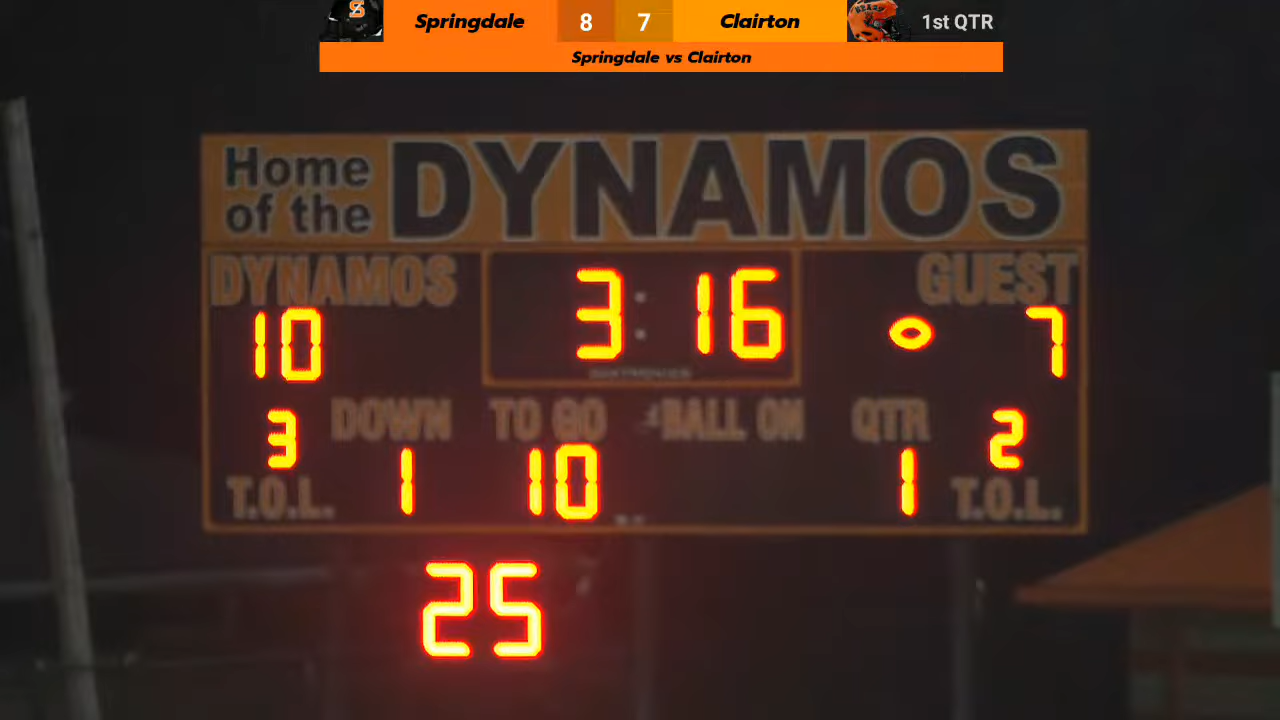 S Springdale 8 7 Clairton BEARS 1st QTR
Springdale vs Clairton
Home of the DYNAMOS
DYNAMOS 3:16 GUEST
10 7
3 DOWN TO GO BALL ON QTR 2
T.O.L. 1 10 1 T.O.L.
25